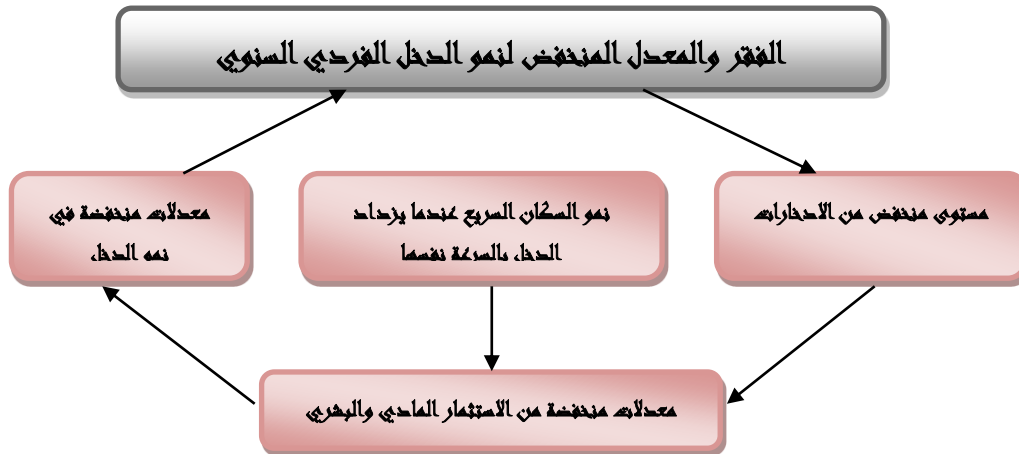 الفقر والمعدل المنخفض لنمو الدخل الفردي السنوي
مستوى منخفض من الادخارات
نمو السكان السريع عندما يزداد
الدخل بالسرعة نفسها
معدلات منخفضة في
نمو الدخل
معدلات منخفضة من الاستثمار المادي والبشري